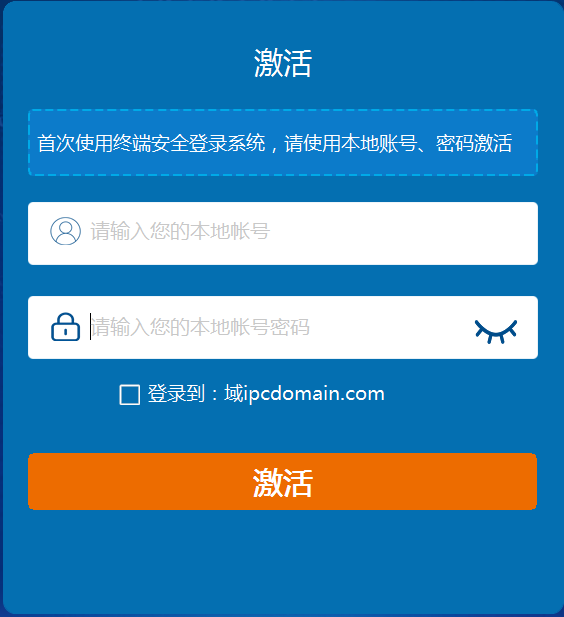 激活
首次使用终端安全登录系统，请使用本地账号、密码激活
请输入您的本地帐号
请输入您的本地帐号密码
登录到：域ipcdomain.com
激活